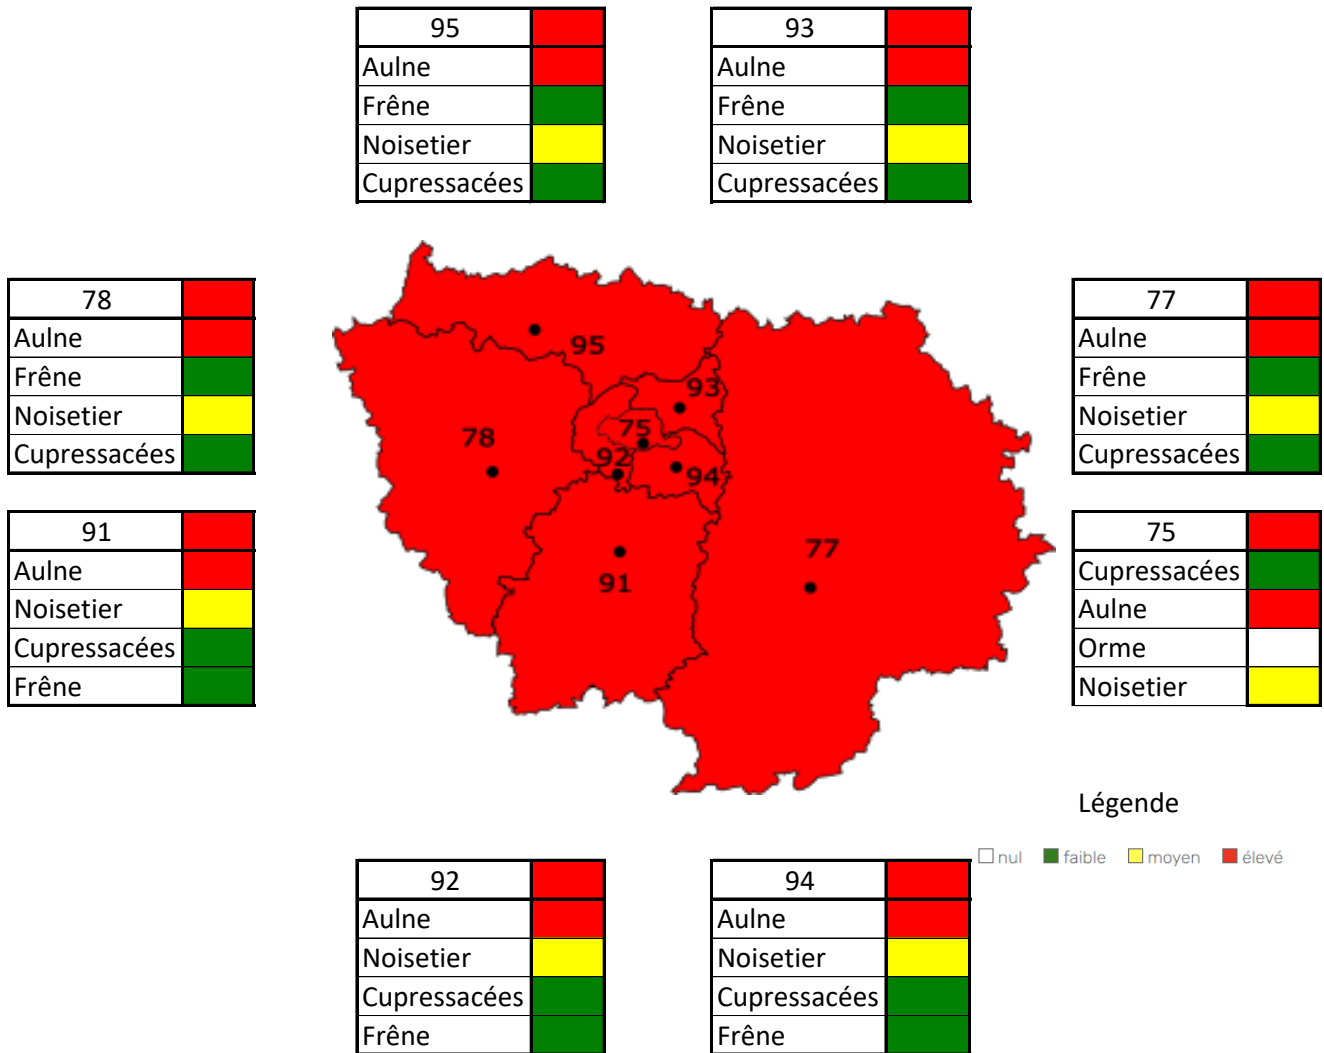 95
Aulne
Frêne
Noisetier
Cupressacées
93
Aulne
Frêne
Noisetier
Cupressacées
78
Aulne
Frêne
Noisetier
Cupressacées
91
Aulne
Noisetier
Cupressacées
Frêne
95
93
75
78
92
94
77
91
77
Aulne
Frêne
Noisetier
Cupressacées
75
Cupressacées
Aulne
Orme
Noisetier
Légende
nul faible moyen élevé
92
Aulne
Noisetier
Cupressacées
Frêne
94
Aulne
Noisetier
Cupressacées
Frêne